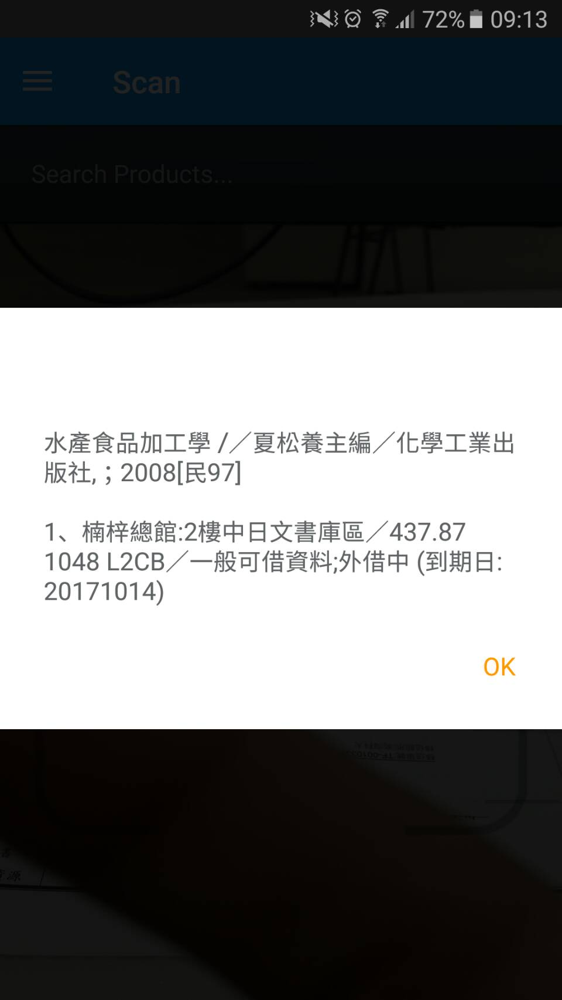 72% 09:13
Scan
Search Products...
水產食品加工學 /／夏松養主編／化學工業出
版社,；2008[民97]
1、楠梓總館:2樓中日文書庫區／437.87
1048 L2CB／一般可借資料;外借中 (到期日:
20171014)
OK
源